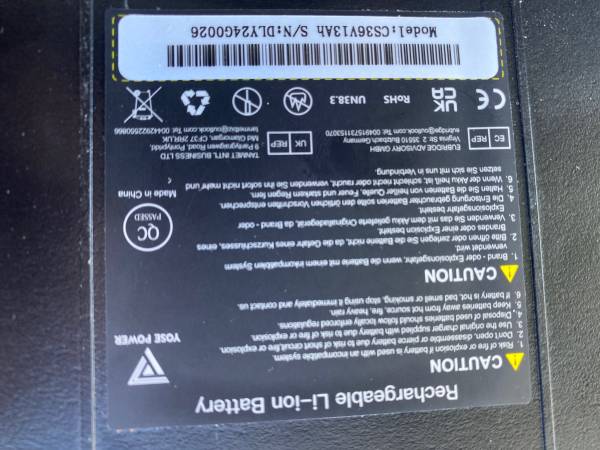 Rechargeable Li-ion Battery
YOSE POWER
CAUTION
1. Risk of fire or explosion if battery is used with an incompatible system.
2. Don't open, disassemble or pierce battery due to risk of short circuit,fire or explosion.
3. Use the original charger supplied with battery due to risk of fire or explosion.
4. Disposal of used batteries should follow locally enforced regulations.
5. Keep batteries away from hot source, fire, heavy rain.
6. If battery is hot, bad smell or smoking, stop using it immediately and contact us
CAUTION
1. Brand - oder Explosionsgefahr, wenn die Batterie mit einem inkompatiblen System
verwendet wird.
2. Bitte öffnen oder zerlegen Sie die Batterie nicht, da die Gefahr eines Kurzschlusses, eines
Brandes oder einer Explosion besteht.
3. Verwenden Sie das mit dem Akku gelieferte Originalladegerät, da Brand - oder
Explosionsgefahr besteht.
4. Die Entsorgung gebrauchter Batterien sollte den örtlichen Vorschriften entsprechen.
5. Halten Sie die Batterien von heißer Quelle, Feuer und starkem Regen fern.
6. Wenn der Akku heiß ist, schlecht riecht oder raucht, verwenden Sie ihn sofort nicht mehr und
setzen Sie sich mit uns in Verbindung.
QC
PASSED
Made in China
EC REP
EUBRIDGE ADVISORY GMBH
Virginia Str. 2 35510 Butzbach Germany
eubridge@outlook.com Tel: 004915731153070
UK REP
TANMET INT'L BUSINESS LTD
9 Pantygraigwen Road, Pontypridd,
Mid Glamorgan, CF37 2RR,UK
tanmetbiz@outlook.com Tel:
CE
UK
CA
RoHS
UN38.3
Model:CS36V13Ah S/N:DLY24G0026